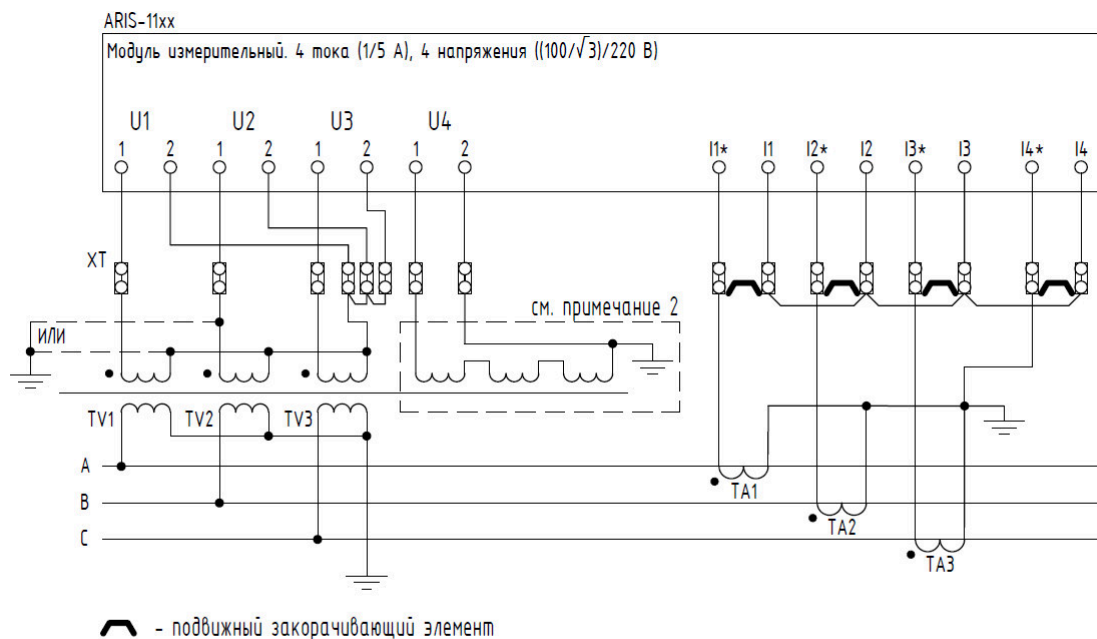 ARIS-11xx
Модуль измерительный. 4 тока (1/5 А), 4 напряжения ((100/√3)/220 В)
U1 U2 U3 U4
1 2 1 2 1 2 1 2 I1* I1 I2* I2 I3* I3 I4* I4
XT
см. примечание 2
ИЛИ
TV1 TV2 TV3
A
TA1
B
TA2
C
TA3
- подвижный закорачивающий элемент